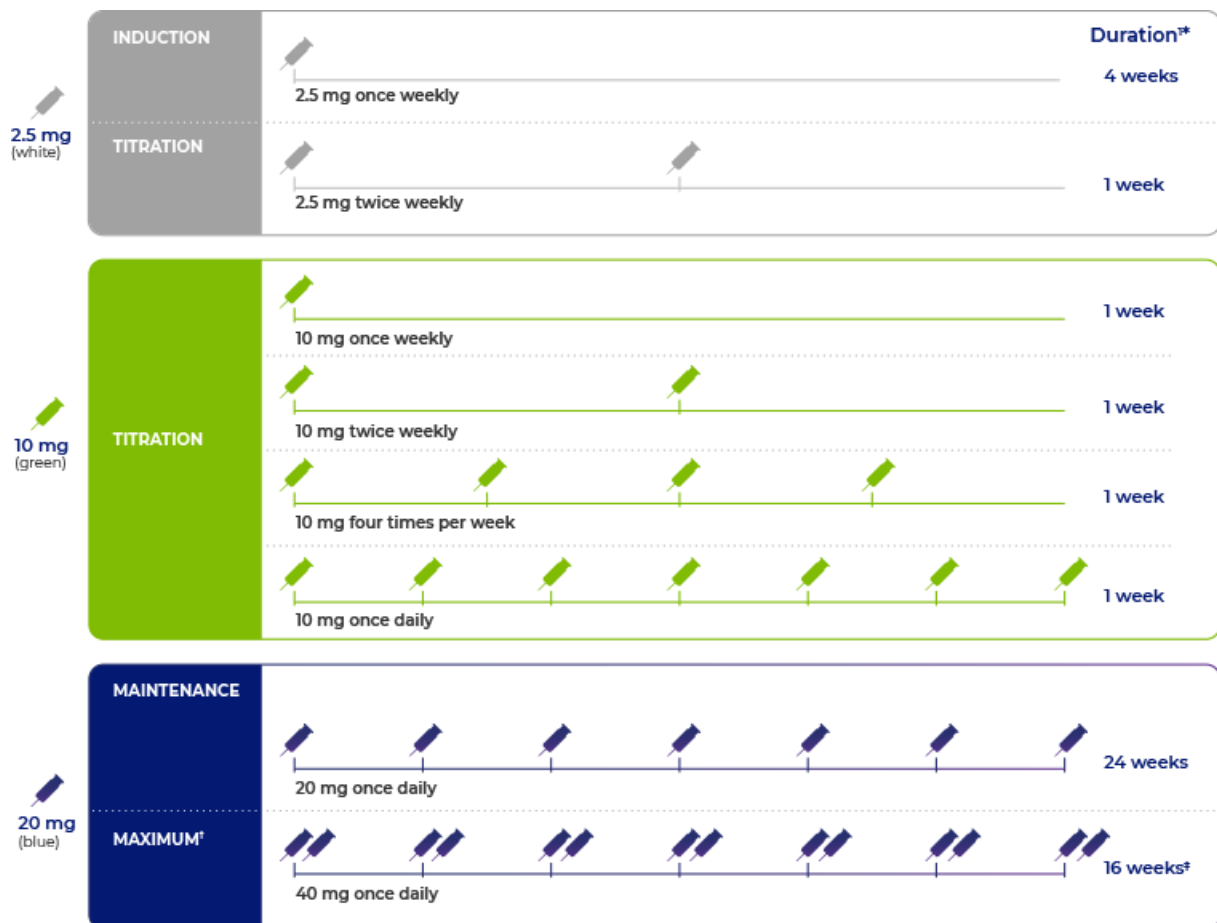 INDUCTION
Duration¹*
2.5 mg once weekly
4 weeks
2.5 mg
(white)
TITRATION
2.5 mg twice weekly
1 week
10 mg once weekly
1 week
10 mg twice weekly
1 week
10 mg
(green)
TITRATION
10 mg four times per week
1 week
10 mg once daily
1 week
MAINTENANCE
20 mg once daily
24 weeks
20 mg
(blue)
MAXIMUM†
40 mg once daily
16 weeks‡